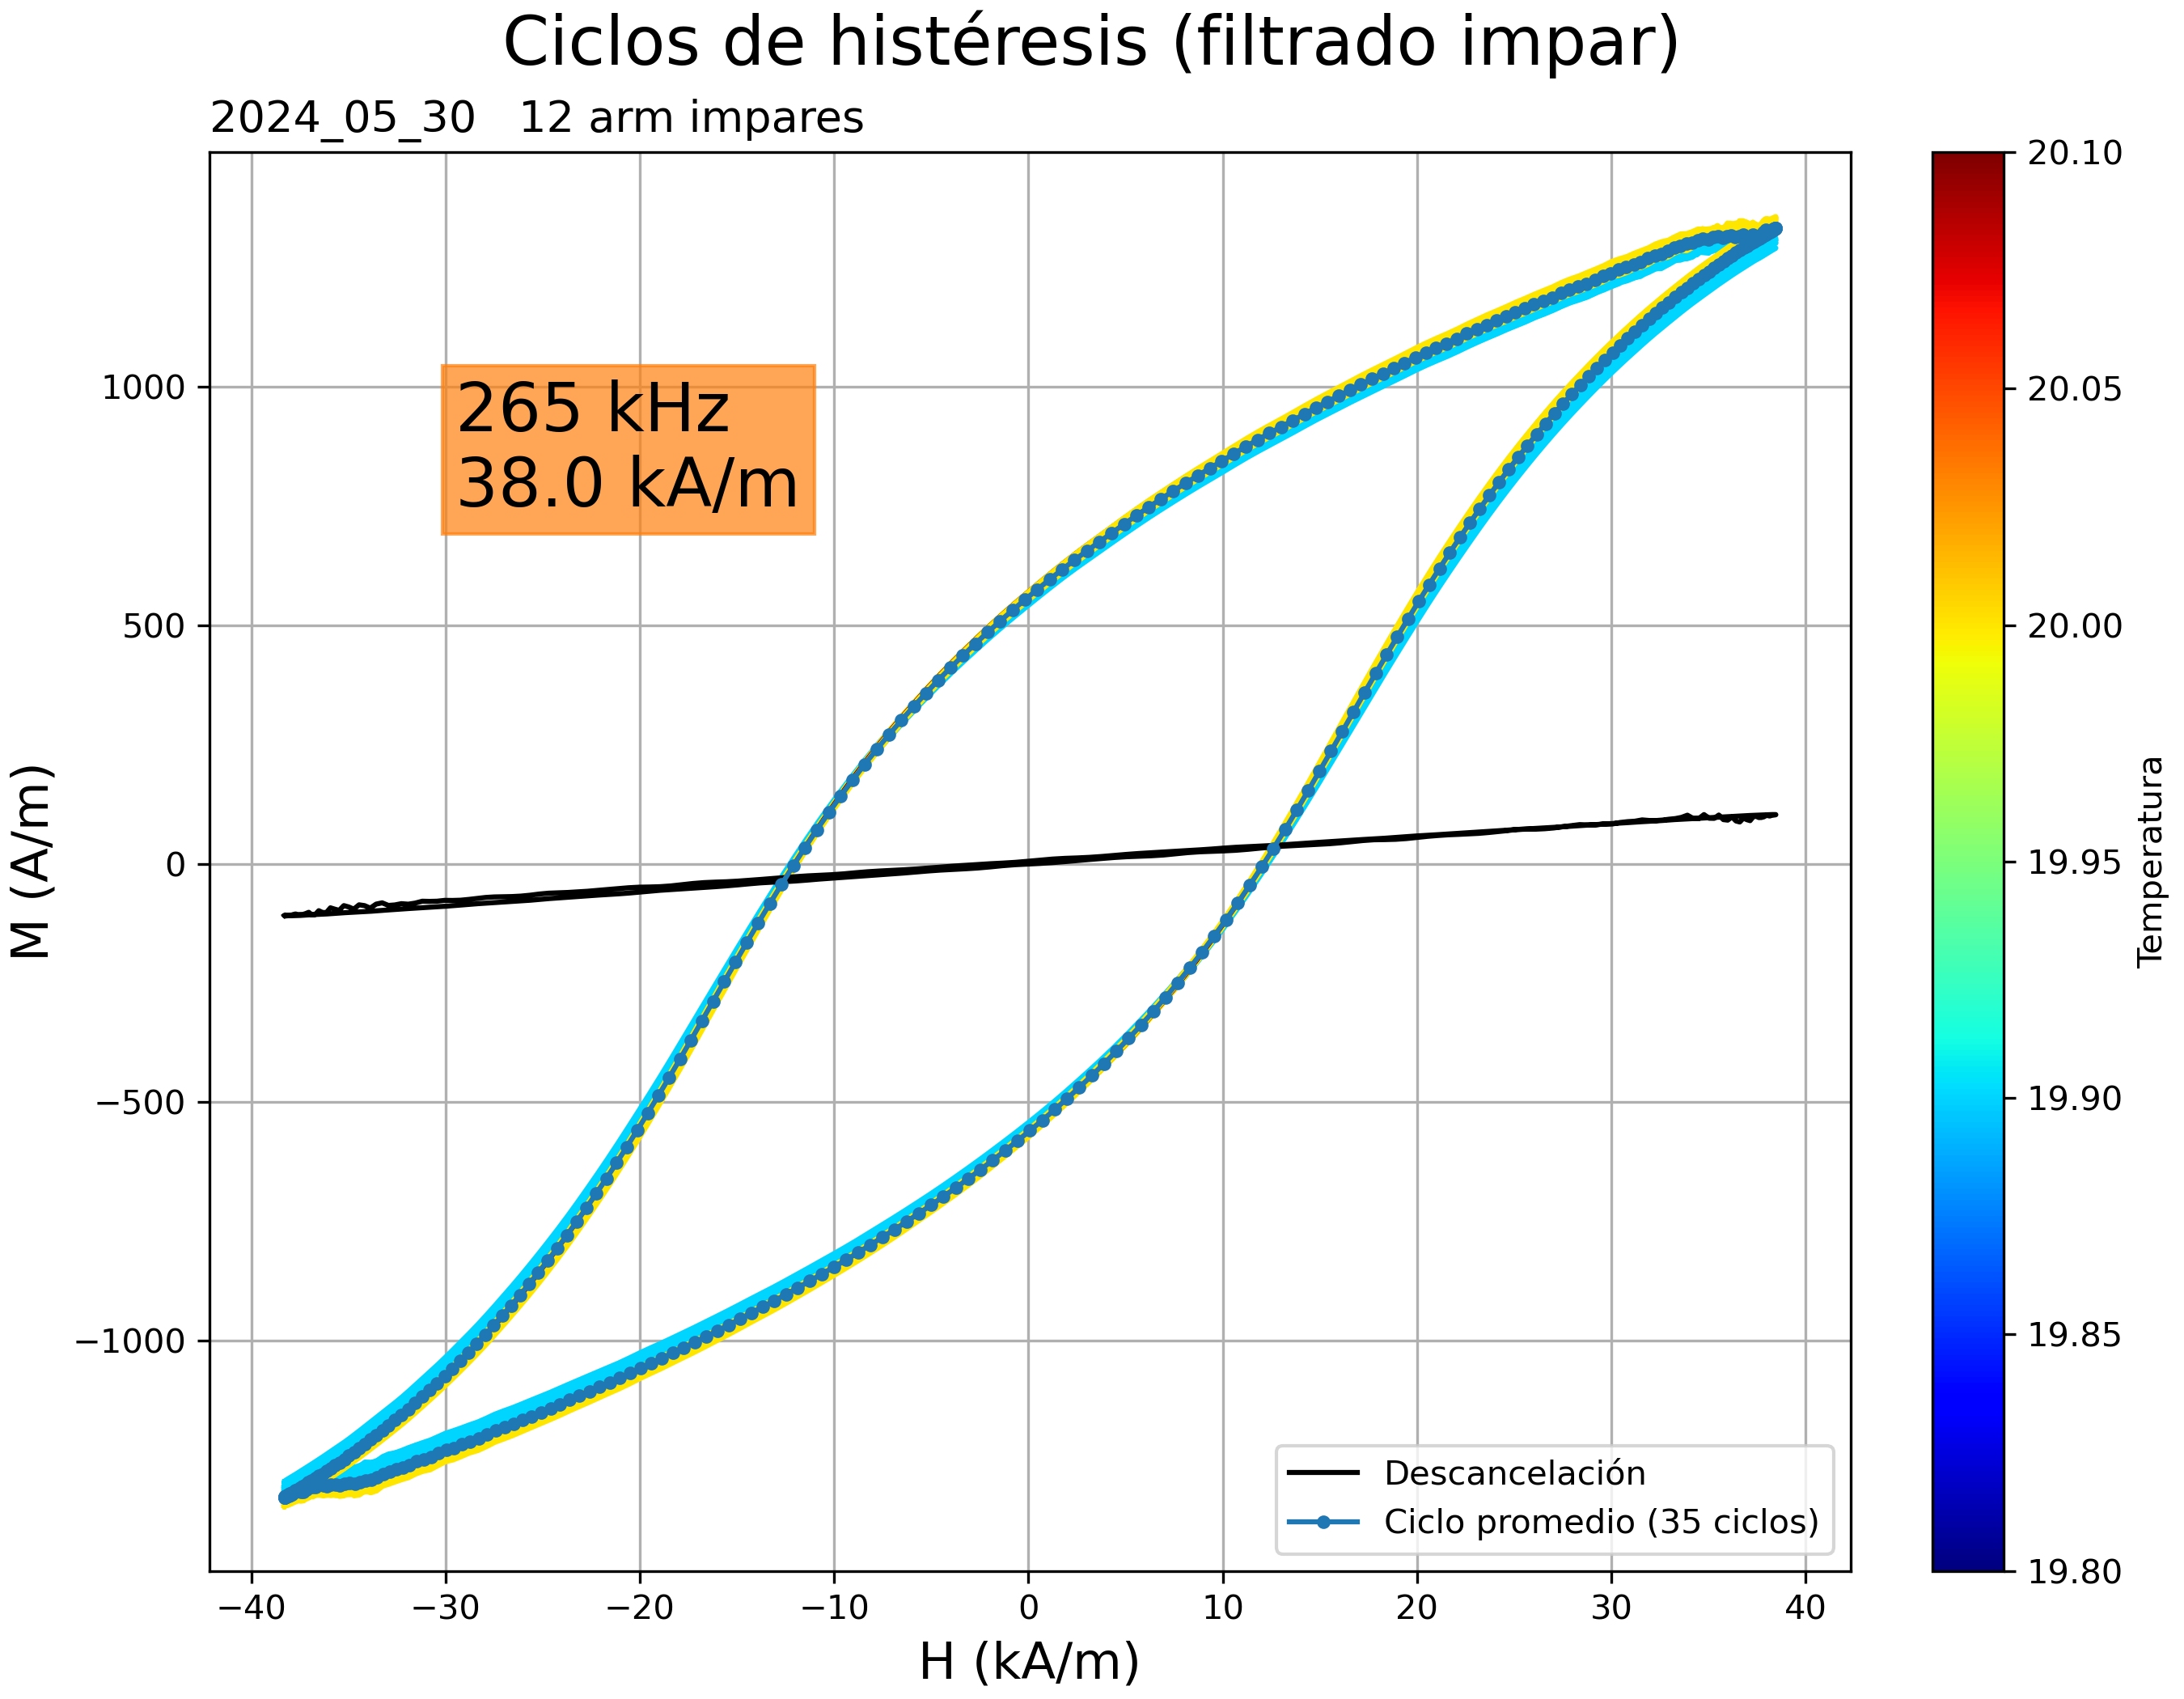 Ciclos de histéresis (filtrado impar)
2024_05_30   12 arm impares
265 kHz
38.0 kA/m
M (A/m)
1000
500
0
−500
−1000
−40
−30
−20
−10
0
10
20
30
40
H (kA/m)
Descancelación
Ciclo promedio (35 ciclos)
20.10
20.05
20.00
19.95
19.90
19.85
19.80
Temperatura